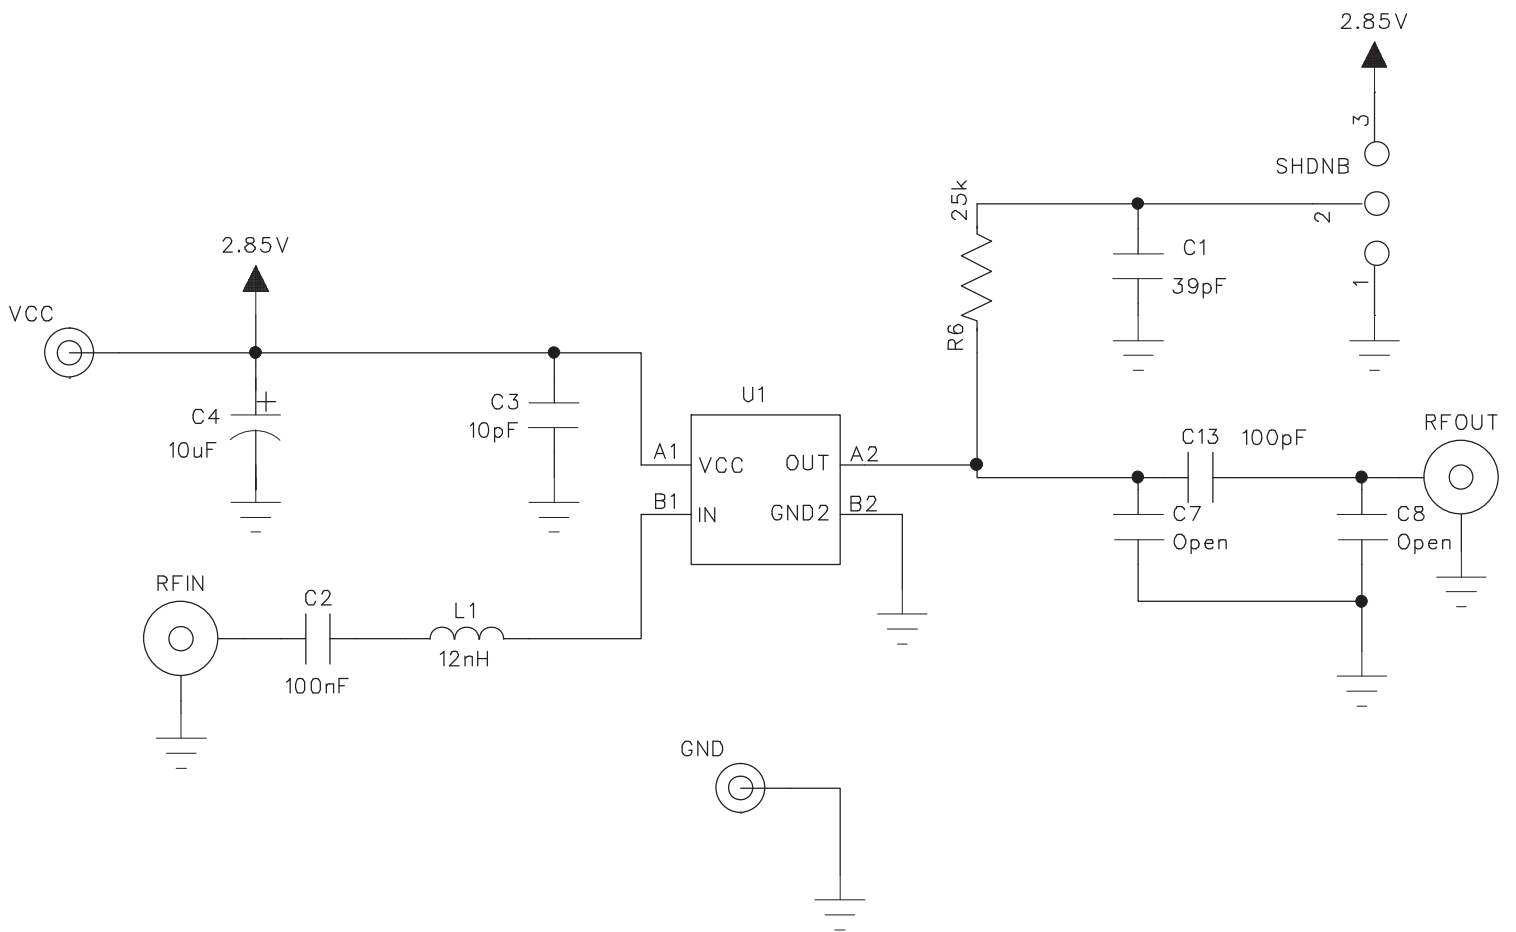 2.85V
3
SHDNB
2
1
25k
R6
C1
39pF
2.85V
VCC
C4
10uF
C3
10pF
U1
A1
VCC
OUT
A2
B1
IN
GND2
B2
C13
100pF
RFOUT
C7
Open
C8
Open
RFIN
C2
100nF
L1
12nH
GND